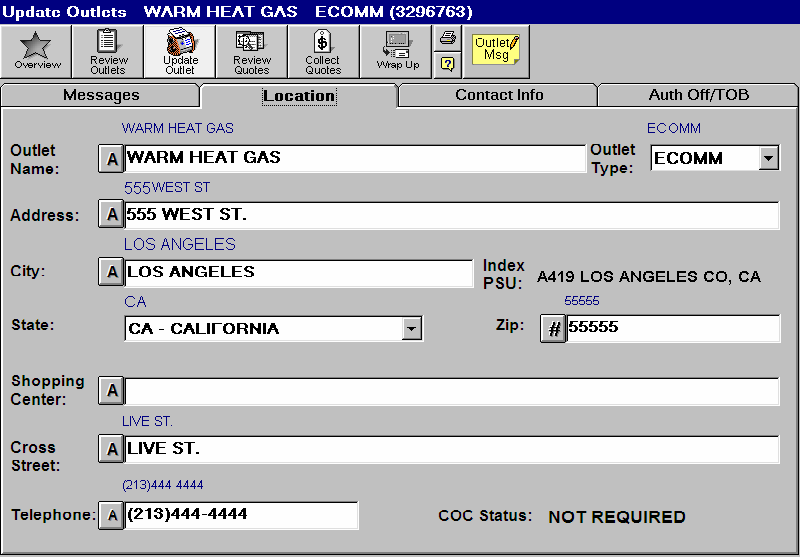 Update Outlets WARM HEAT GAS ECOMM (3296763)
Overview Review Outlets Update Outlet Review Quotes Collect Quotes Wrap Up Outlet Msg
Messages Location Contact Info Auth Off/TOB
WARM HEAT GAS ECOMM
Outlet Name: A WARM HEAT GAS Outlet Type: ECOMM
555WEST ST
Address: A 555 WEST ST.
LOS ANGELES
City: A LOS ANGELES Index PSU: A419 LOS ANGELES CO, CA
CA 55555
State: CA - CALIFORNIA Zip: # 55555
Shopping Center: A
LIVE ST.
Cross Street: A LIVE ST.
(213)444 4444
Telephone: A (213)444-4444 COC Status: NOT REQUIRED